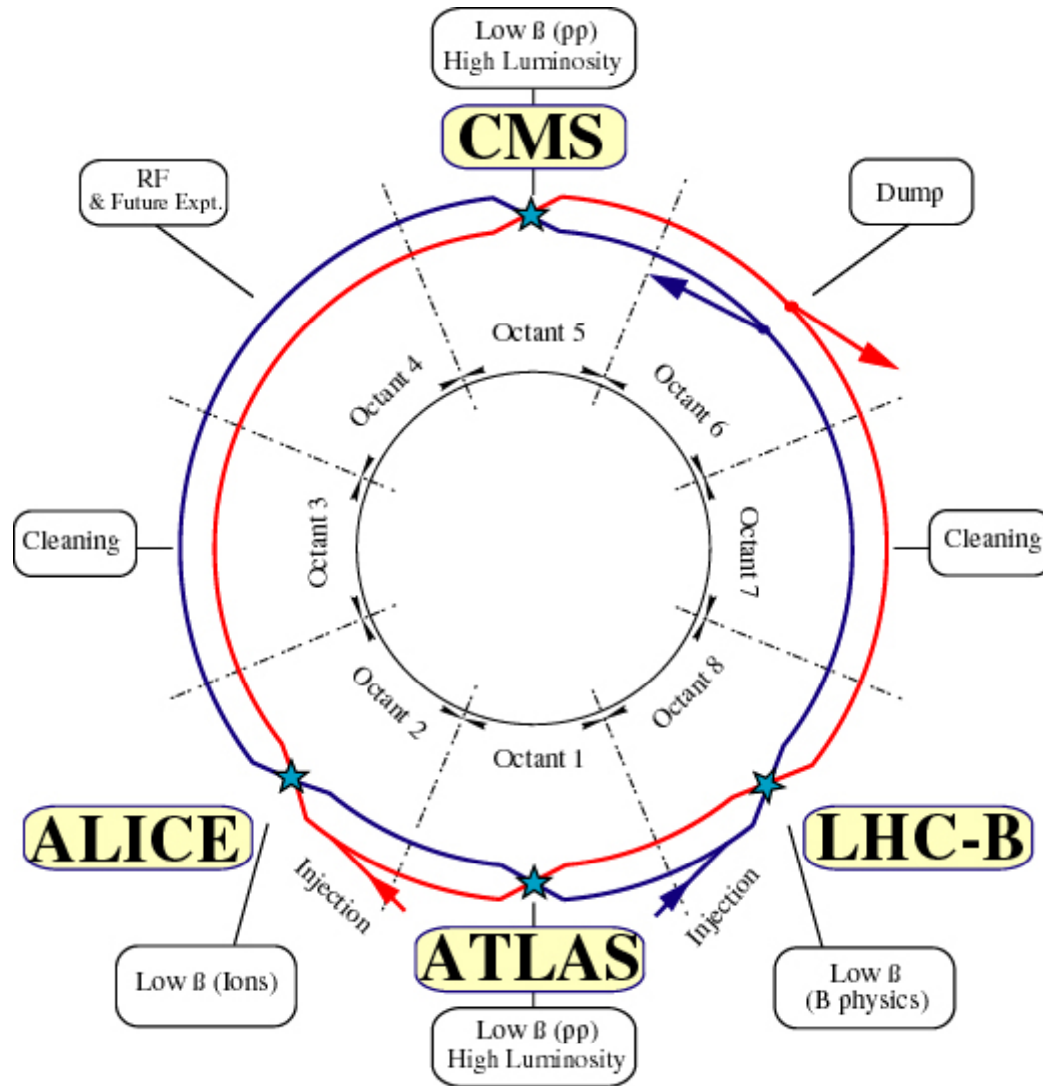 Low ß (pp)
High Luminosity
CMS
RF
& Future Expt.
Dump
Octant 5
Octant 4
Octant 6
Cleaning
Octant 3
Octant 7
Cleaning
Octant 2
Octant 8
Octant 1
ALICE
LHC-B
Injection
Injection
ATLAS
Low ß (Ions)
Low ß
(B physics)
Low ß (pp)
High Luminosity